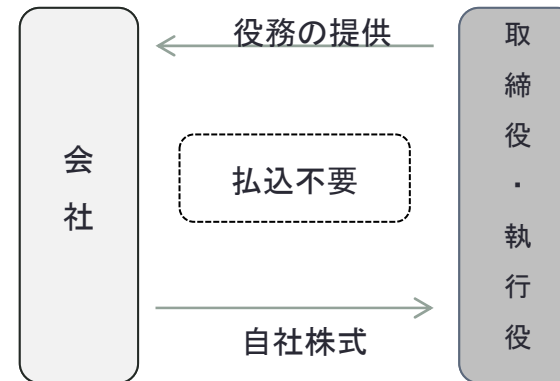 役務の提供
会社
払込不要
取締役・執行役
自社株式